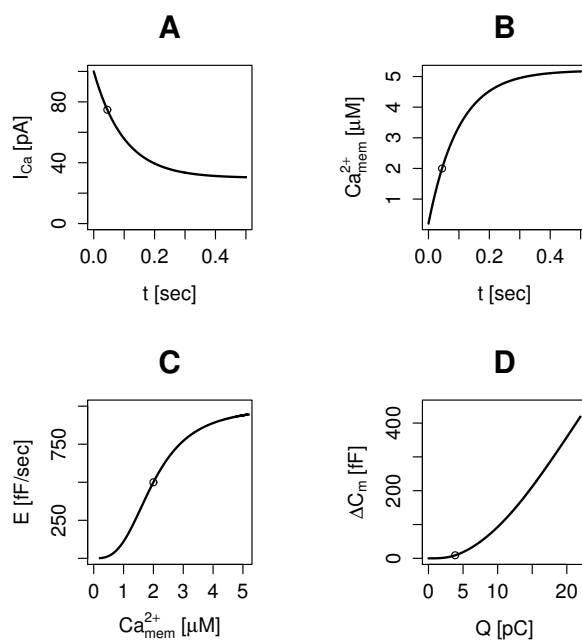 A
I_Ca [pA]
0 40 80
0.0 0.2 0.4
t [sec]
B
Ca²⁺_mem [μM]
1 2 3 4 5
0.0 0.2 0.4
t [sec]
C
E [fF/sec]
250 750
0 1 2 3 4 5
Ca²⁺_mem [μM]
D
ΔC_m [fF]
0 200 400
0 5 10 20
Q [pC]